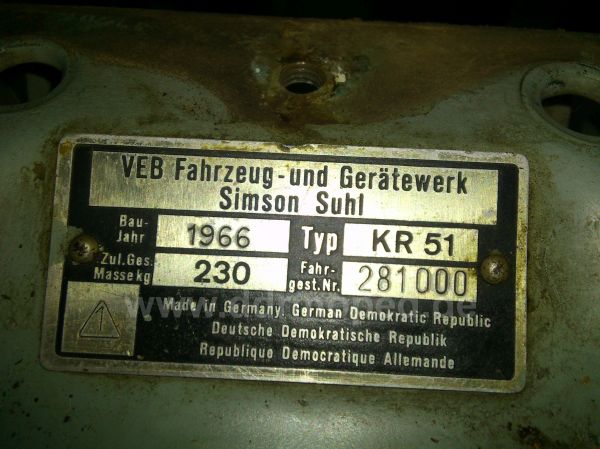 VEB Fahrzeug-und Gerätewerk
Simson Suhl
Bau-
Jahr 1966 Typ KR 51
Zul. Ges.
Masse kg 230 Fahr-
gest. Nr. 281000
www.ddrmoped.de
Made in Germany, German Demokratic Republic
Deutsche Demokratische Republik
Republique Democratique Allemande